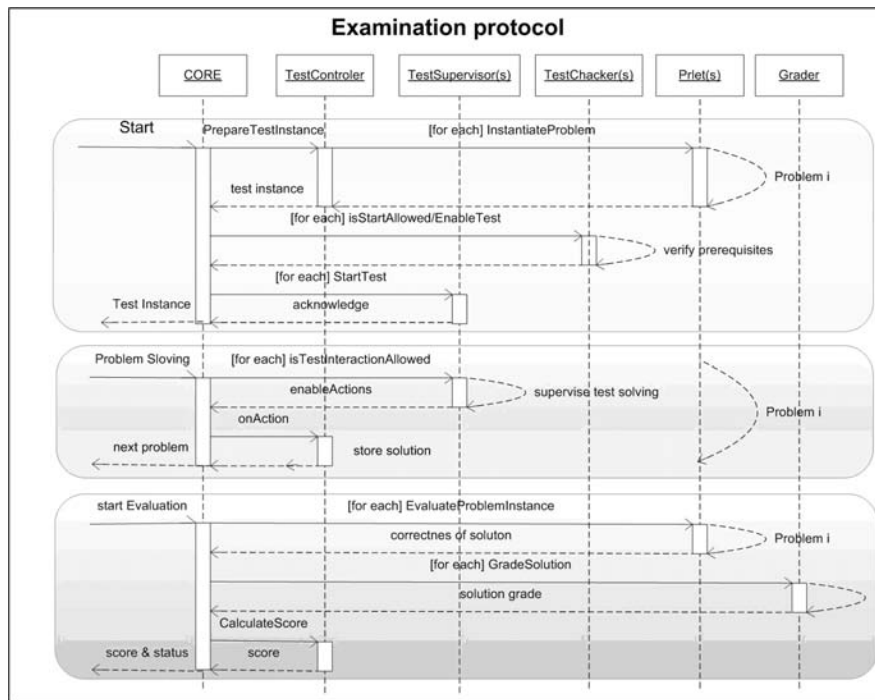 Examination protocol
CORE
TestControler
TestSupervisor(s)
TestChacker(s)
Prlet(s)
Grader
Start
PrepareTestInstance
[for each] InstantiateProblem
Problem i
test instance
[for each] isStartAllowed/EnableTest
verify prerequisites
[for each] StartTest
Test Instance
acknowledge
Problem Sloving
[for each] isTestInteractionAllowed
enableActions
supervise test solving
onAction
Problem i
next problem
store solution
start Evaluation
[for each] EvaluateProblemInstance
correctnes of soluton
Problem i
[for each] GradeSolution
solution grade
CalculateScore
score & status
score